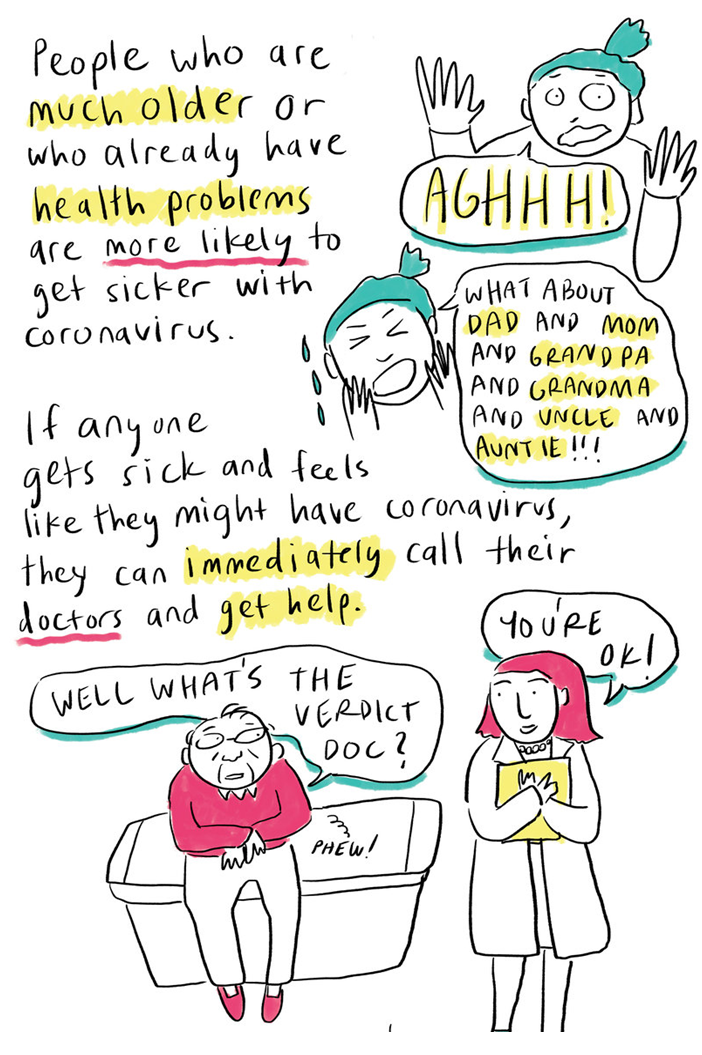 People who are
much older or
who already have
health problems
are more likely to
get sicker with
coronavirus.
AGHHH!
WHAT ABOUT
DAD AND MOM
AND GRANDPA
AND GRANDMA
AND UNCLE AND
AUNTIE!!!
If anyone
gets sick and feels
like they might have coronavirus,
they can immediately call their
doctors and get help.
WELL WHAT'S THE
VERDICT
DOC?
PHEW!
YOU'RE
OK!